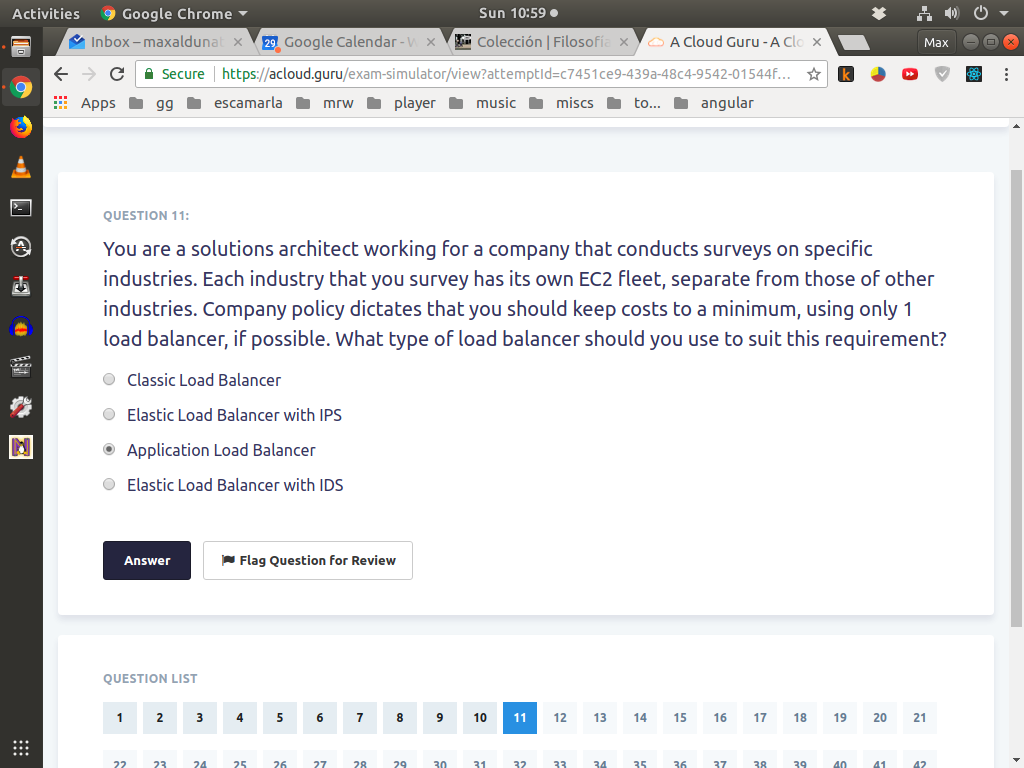 Activities Google Chrome Sun 10:59
Inbox – maxaldunat Google Calendar - W Colección | Filosofía A Cloud Guru - A Clo Max
Secure https://acloud.guru/exam-simulator/view?attemptId=c7451ce9-439a-48c4-9542-01544f...
Apps gg escamarla mrw player music miscs to... angular
QUESTION 11:
You are a solutions architect working for a company that conducts surveys on specific
industries. Each industry that you survey has its own EC2 fleet, separate from those of other
industries. Company policy dictates that you should keep costs to a minimum, using only 1
load balancer, if possible. What type of load balancer should you use to suit this requirement?
Classic Load Balancer
Elastic Load Balancer with IPS
Application Load Balancer
Elastic Load Balancer with IDS
Answer Flag Question for Review
QUESTION LIST
1 2 3 4 5 6 7 8 9 10 11 12 13 14 15 16 17 18 19 20 21
22 23 24 25 26 27 28 29 30 31 32 33 34 35 36 37 38 39 40 41 42